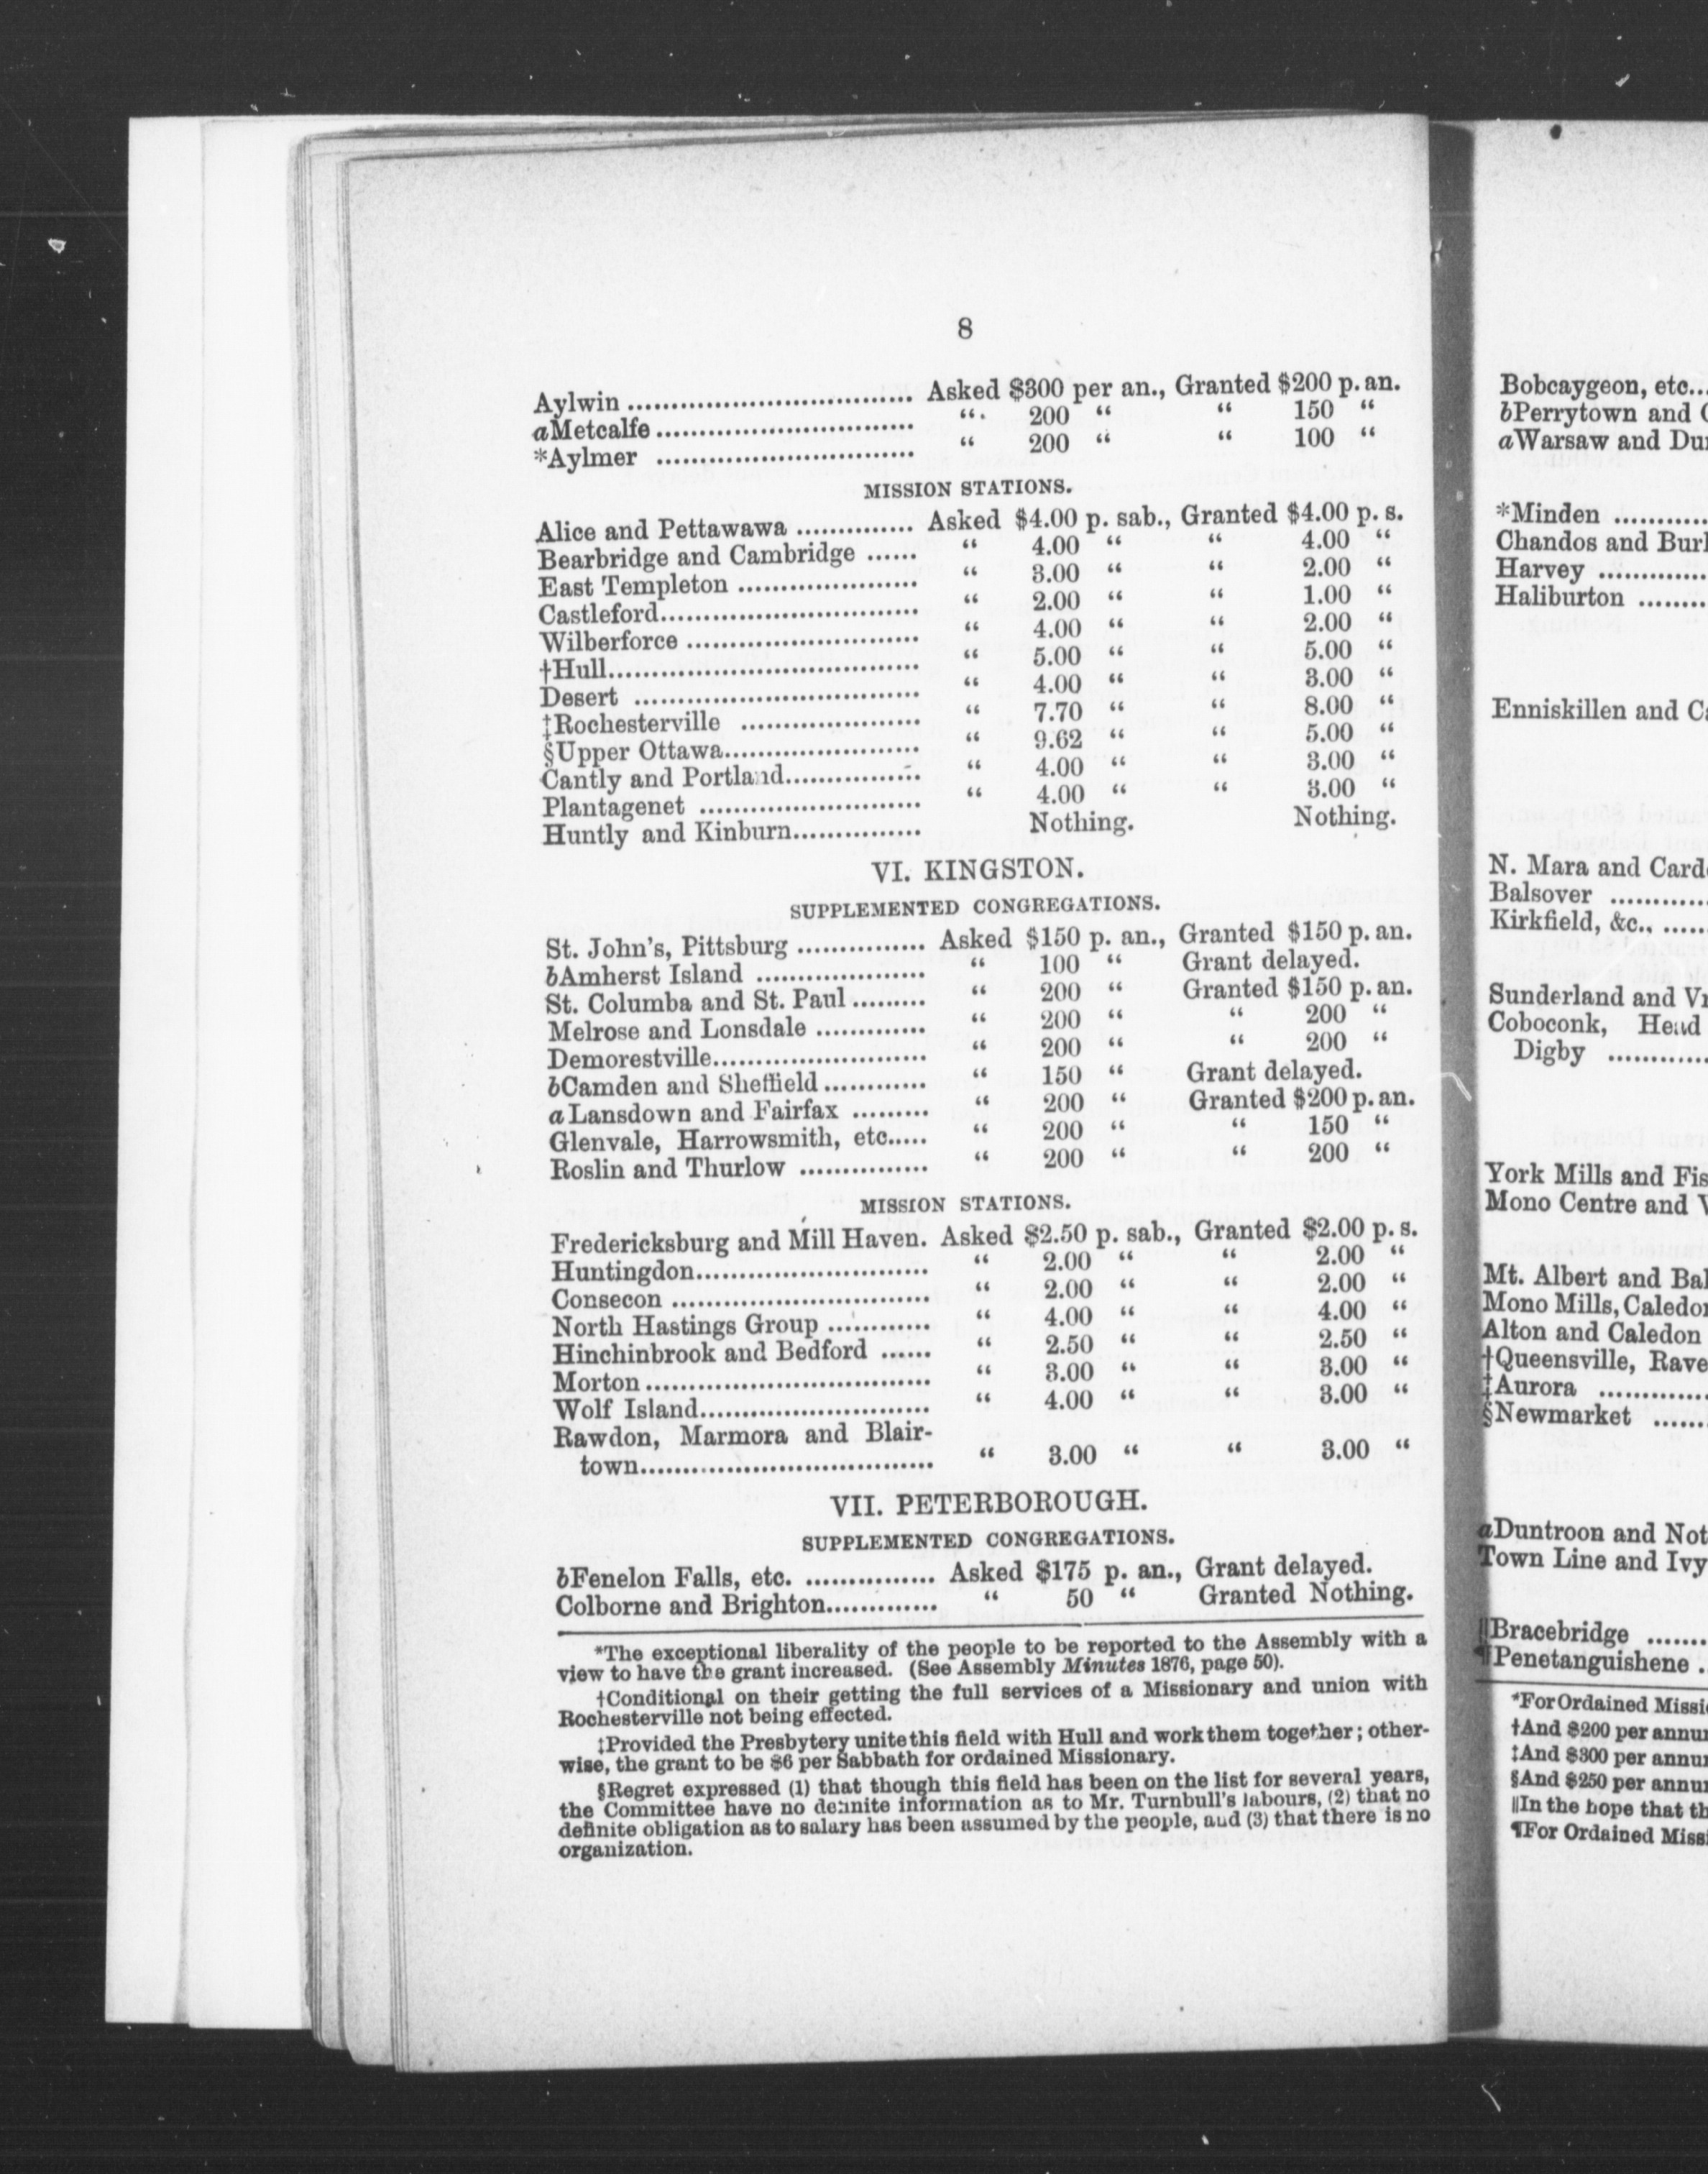 8
Aylwin ................................. Asked $300 per an., Granted $200 p. an.
aMetcalfe .............................. “ 200 “ “ 150 “
*Aylmer .............................. “ 200 “ “ 100 “
MISSION STATIONS.
Alice and Pettawawa ............. Asked $4.00 p. sab., Granted $4.00 p. s.
Bearbridge and Cambridge ...... “ 4.00 “ “ 4.00 “
East Templeton ..................... “ 3.00 “ “ 2.00 “
Castleford.............................. “ 2.00 “ “ 1.00 “
Wilberforce ........................... “ 4.00 “ “ 2.00 “
†Hull.................................... “ 5.00 “ “ 5.00 “
Desert ................................. “ 4.00 “ “ 3.00 “
‡Rochesterville ..................... “ 7.70 “ “ 8.00 “
§Upper Ottawa....................... “ 9.62 “ “ 5.00 “
Cantly and Portland................ “ 4.00 “ “ 3.00 “
Plantagenet .......................... “ 4.00 “ “ 3.00 “
Huntly and Kinburn............... Nothing. Nothing.
VI. KINGSTON.
SUPPLEMENTED CONGREGATIONS.
St. John's, Pittsburg ............... Asked $150 p. an., Granted $150 p. an.
bAmherst Island .................... “ 100 “ Grant delayed.
St. Columba and St. Paul ......... “ 200 “ Granted $150 p. an.
Melrose and Lonsdale ............. “ 200 “ “ 200 “
Demorestville......................... “ 200 “ “ 200 “
bCamden and Sheffield ............ “ 150 “ Grant delayed.
aLansdown and Fairfax ......... “ 200 “ Granted $200 p. an.
Glenvale, Harrowsmith, etc..... “ 200 “ “ 150 “
Roslin and Thurlow ............... “ 200 “ “ 200 “
MISSION STATIONS.
Fredericksburg and Mill Haven. Asked $2.50 p. sab., Granted $2.00 p. s.
Huntingdon........................... “ 2.00 “ “ 2.00 “
Consecon .............................. “ 2.00 “ “ 2.00 “
North Hastings Group ............ “ 4.00 “ “ 4.00 “
Hinchinbrook and Bedford ...... “ 2.50 “ “ 2.50 “
Morton ................................. “ 3.00 “ “ 3.00 “
Wolf Island........................... “ 4.00 “ “ 3.00 “
Rawdon, Marmora and Blair-
town.................................. “ 3.00 “ “ 3.00 “
VII. PETERBOROUGH.
SUPPLEMENTED CONGREGATIONS.
bFenelon Falls, etc. ............... Asked $175 p. an., Grant delayed.
Colborne and Brighton............. “ 50 “ Granted Nothing.
*The exceptional liberality of the people to be reported to the Assembly with a
view to have the grant increased. (See Assembly Minutes 1876, page 50).
†Conditional on their getting the full services of a Missionary and union with
Rochesterville not being effected.
‡Provided the Presbytery unite this field with Hull and work them together; other-
wise, the grant to be $6 per Sabbath for ordained Missionary.
§Regret expressed (1) that though this field has been on the list for several years,
the Committee have no definite information as to Mr. Turnbull's labours, (2) that no
definite obligation as to salary has been assumed by the people, and (3) that there is no
organization.
Bobcaygeon, etc...
bPerrytown and
aWarsaw and
*Minden ...........
Chandos and
Harvey .............
Haliburton ........
Enniskillen and
N. Mara and
Balsover ...........
Kirkfield, &c., .....
Sunderland and
Coboconk, Head
Digby ...........
York Mills and
Mono Centre and
Mt. Albert and
Mono Mills,
Alton and Caledon
†Queensville,
‡Aurora ............
§Newmarket ......
aDuntroon and
Town Line and Ivy
‖Bracebridge .......
¶Penetanguishene .
*For Ordained
†And $200 per
‡And $300 per
§And $250 per
‖In the hope
¶For Ordained